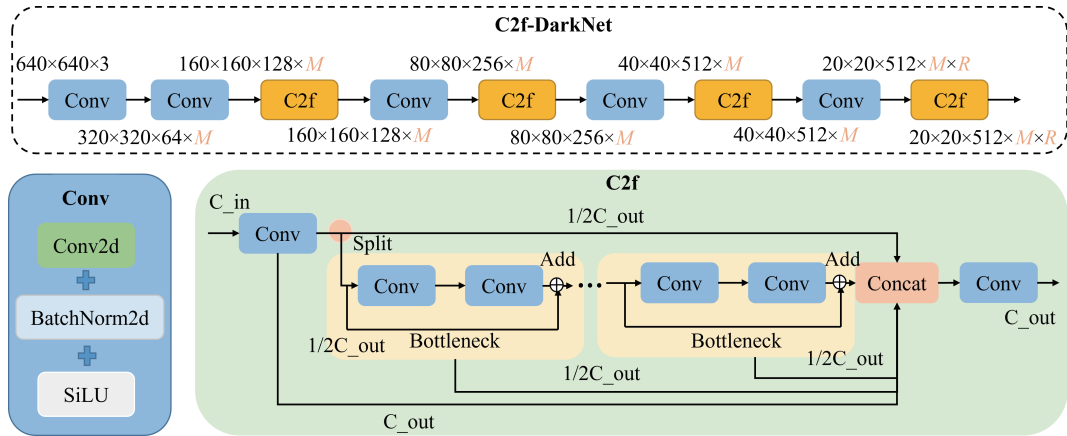 C2f-DarkNet
640×640×3
160×160×128×M
80×80×256×M
40×40×512×M
20×20×512×M×R
Conv
Conv
C2f
Conv
C2f
Conv
C2f
Conv
C2f
320×320×64×M
160×160×128×M
80×80×256×M
40×40×512×M
20×20×512×M×R
Conv
Conv2d
BatchNorm2d
SiLU
C2f
C_in
Conv
1/2C_out
Split
Add
Add
Conv
Conv
Conv
Conv
Concat
Conv
C_out
1/2C_out
Bottleneck
Bottleneck
1/2C_out
1/2C_out
C_out